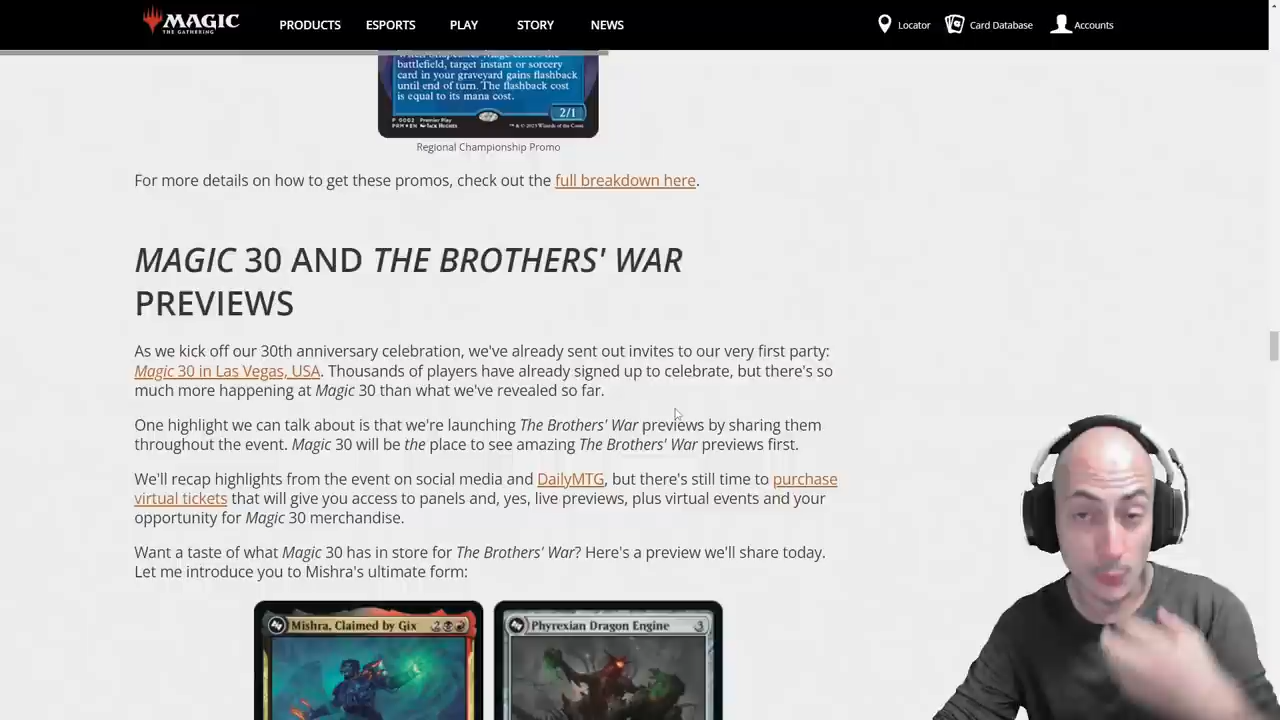 MAGIC
THE GATHERING
PRODUCTS
ESPORTS
PLAY
STORY
NEWS
Locator
Card Database
Accounts
battlefield, target instant or sorcery
card in your graveyard gains flashback
until end of turn. The flashback cost
is equal to its mana cost.
2/1
Regional Championship Promo
For more details on how to get these promos, check out the full breakdown here.
MAGIC 30 AND THE BROTHERS' WAR
PREVIEWS
As we kick off our 30th anniversary celebration, we've already sent out invites to our very first party:
Magic 30 in Las Vegas, USA. Thousands of players have already signed up to celebrate, but there's so
much more happening at Magic 30 than what we've revealed so far.
One highlight we can talk about is that we're launching The Brothers' War previews by sharing them
throughout the event. Magic 30 will be the place to see amazing The Brothers' War previews first.
We'll recap highlights from the event on social media and DailyMTG, but there's still time to purchase
virtual tickets that will give you access to panels and, yes, live previews, plus virtual events and your
opportunity for Magic 30 merchandise.
Want a taste of what Magic 30 has in store for The Brothers' War? Here's a preview we'll share today.
Let me introduce you to Mishra's ultimate form:
Mishra, Claimed by Gix 2
Phyrexian Dragon Engine 3